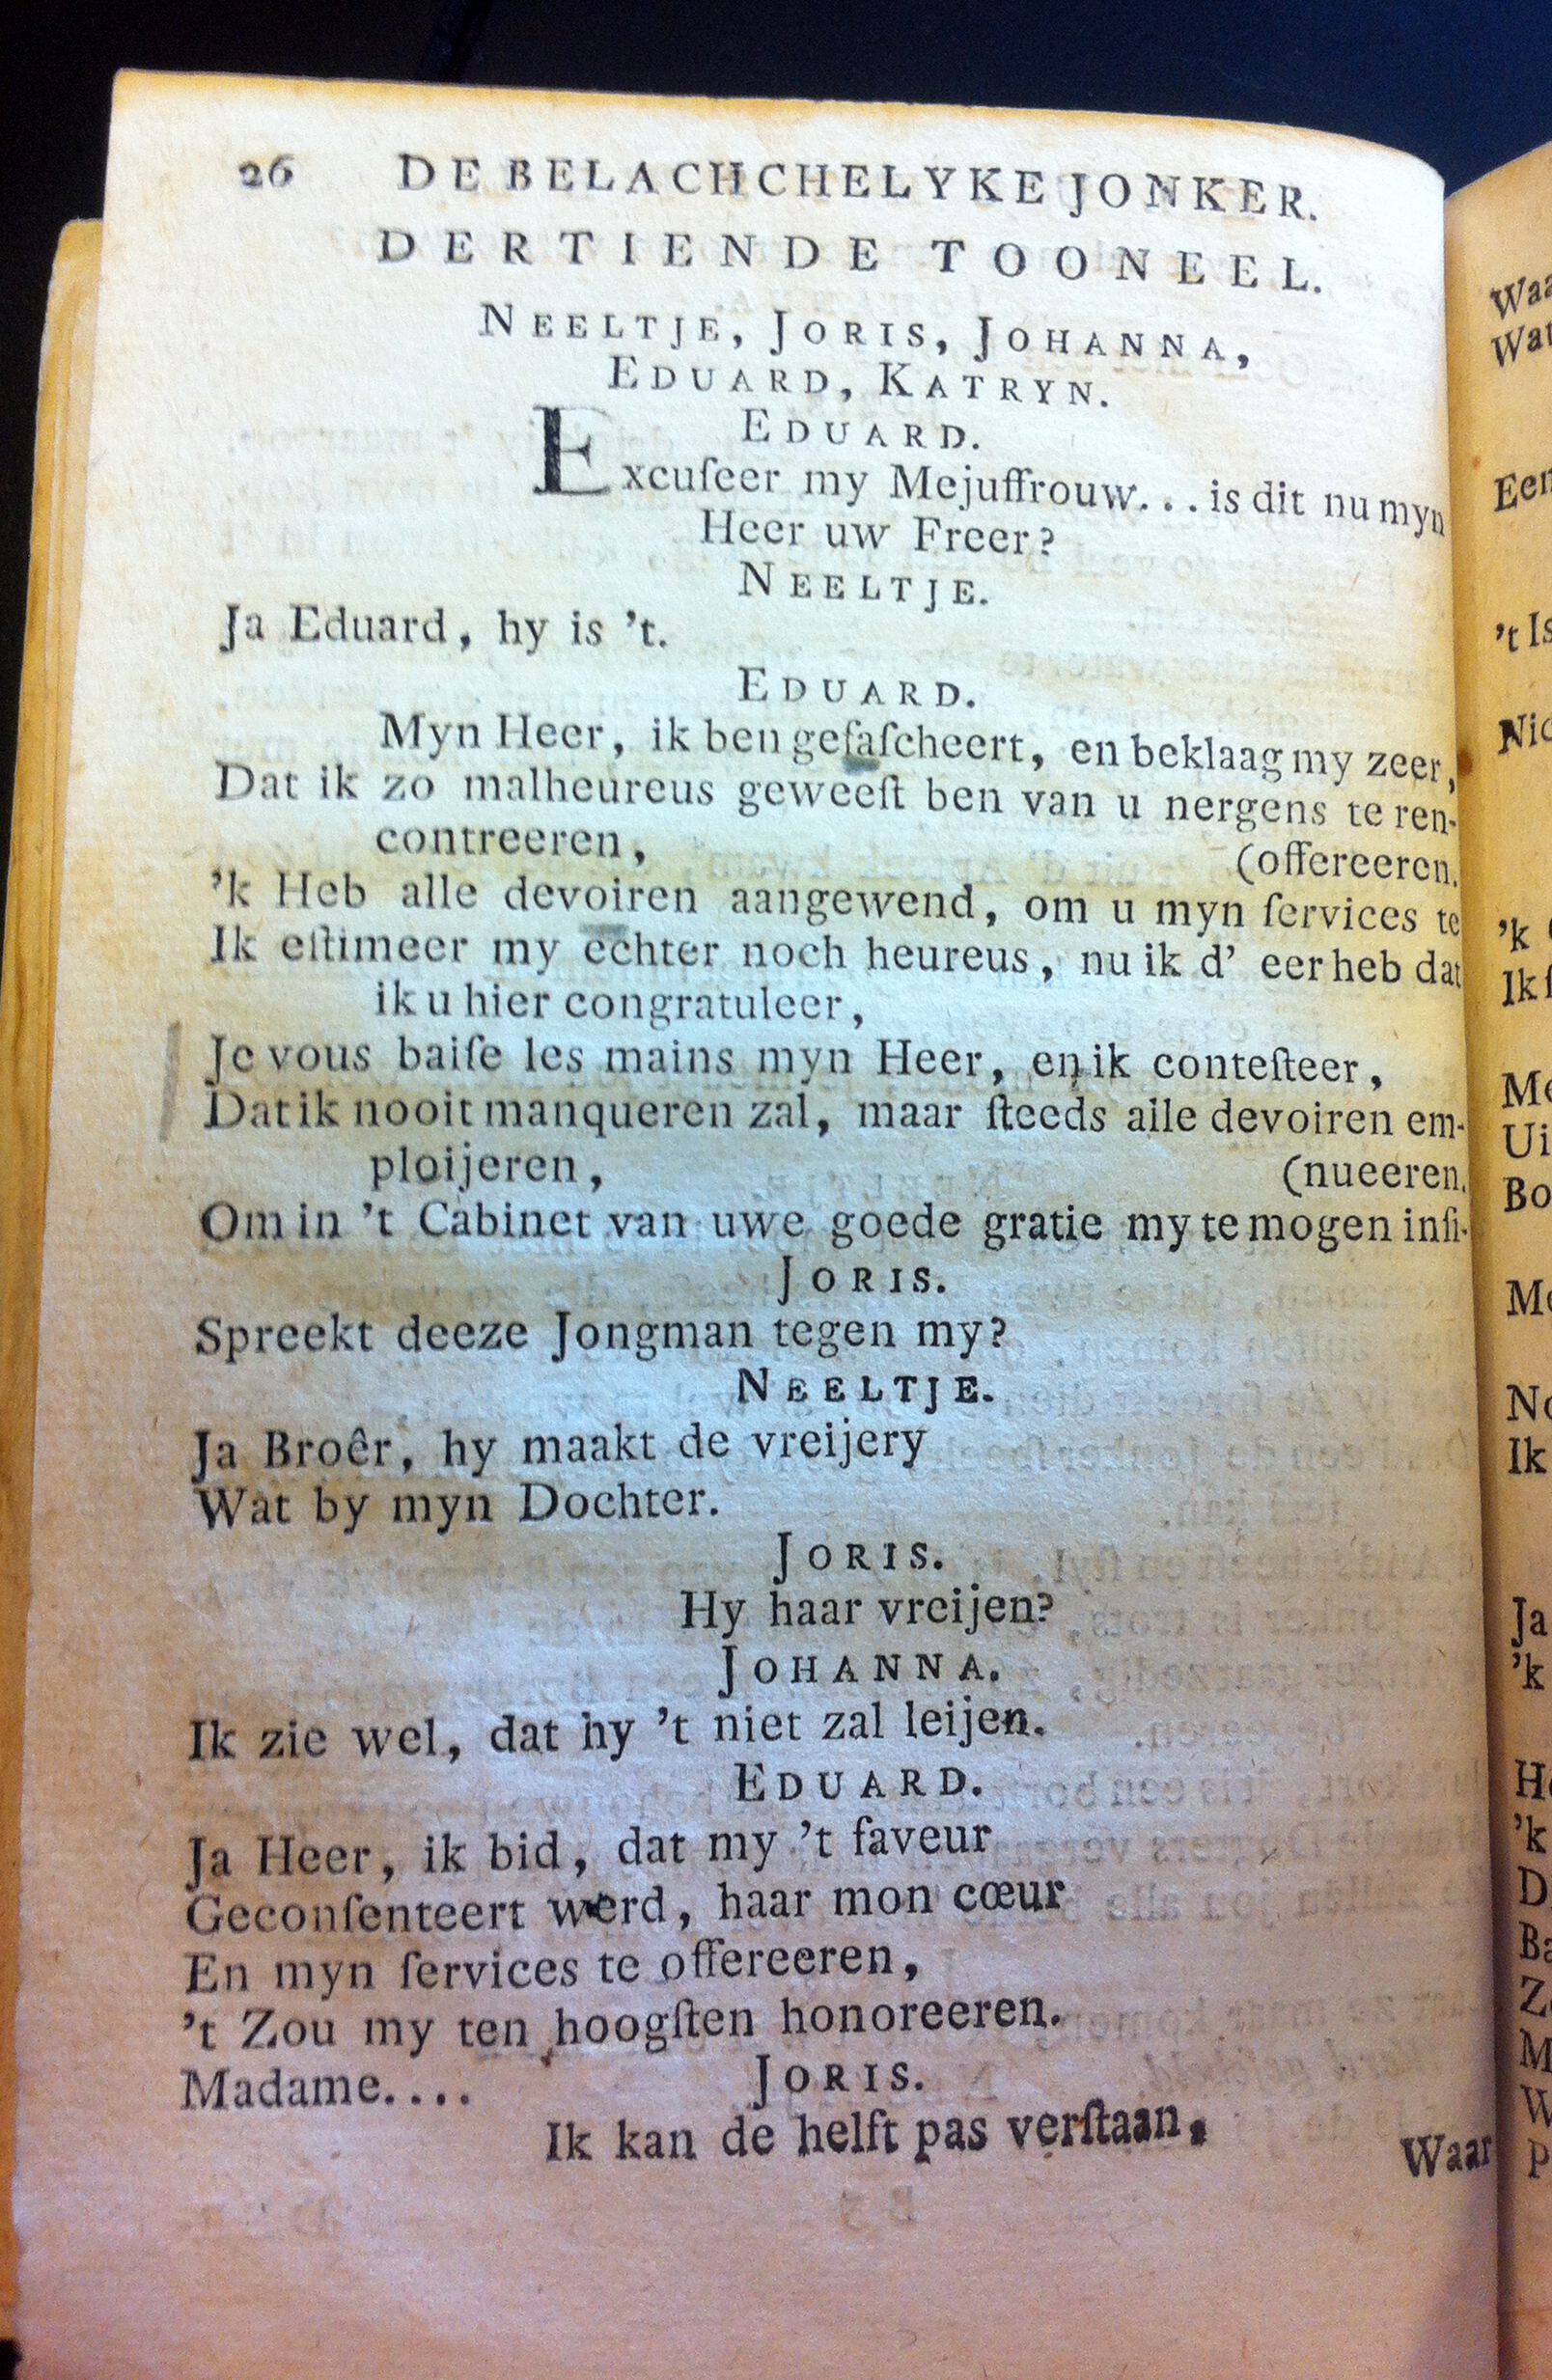 26 DE BELACHCHELYKE JONKER.
DERTIENDE TOONEEL.
NEELTJE, JORIS, JOHANNA,
EDUARD, KATRYN.
EDUARD.
Excuſeer my Mejuffrouw... is dit nu myn
Heer uw Freer?
NEELTJE.
Ja Eduard, hy is 't.
EDUARD.
Myn Heer, ik ben gefaſcheert, en beklaag my zeer,
Dat ik zo malheureus geweeſt ben van u nergens te ren-
contreeren, (offereeren.
'k Heb alle devoiren aangewend, om u myn ſervices te
Ik eſtimeer my echter noch heureus, nu ik d' eer heb dat
ik u hier congratuleer,
Je vous baiſe les mains myn Heer, en ik conteſteer,
Dat ik nooit manqueren zal, maar ſteeds alle devoiren em-
ploijeren, (nueeren.
Om in 't Cabinet van uwe goede gratie my te mogen inſi-
JORIS.
Spreekt deeze Jongman tegen my?
NEELTJE.
Ja Broêr, hy maakt de vreijery
Wat by myn Dochter.
JORIS.
Hy haar vreijen?
JOHANNA.
Ik zie wel, dat hy 't niet zal leijen.
EDUARD.
Ja Heer, ik bid, dat my 't faveur
Geconſenteert werd, haar mon cœur
En myn ſervices te offereeren,
't Zou my ten hoogſten honoreeren.
Madame.... JORIS.
Ik kan de helft pas verſtaan,
Waar